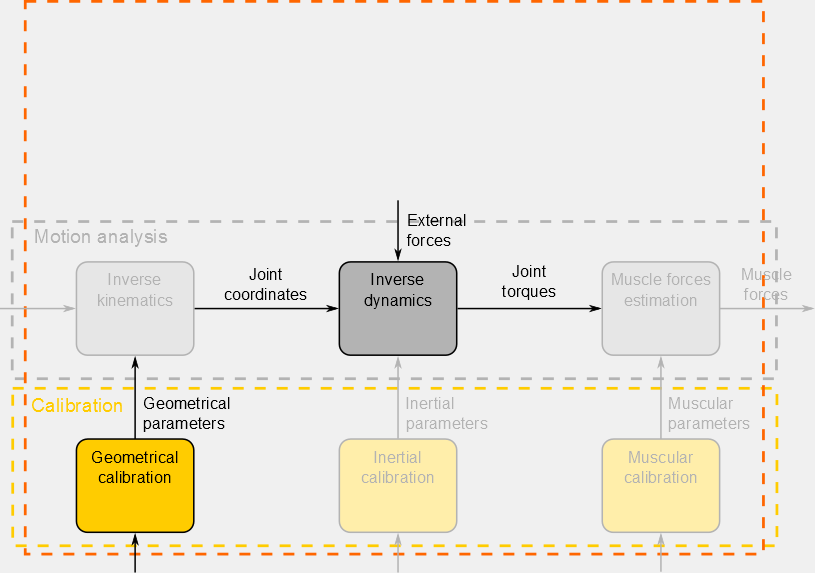 External
forces
Motion analysis
Inverse
kinematics
Joint
coordinates
Inverse
dynamics
Joint
torques
Muscle forces
estimation
Muscle
forces
Calibration
Geometrical
parameters
Inertial
parameters
Muscular
parameters
Geometrical
calibration
Inertial
calibration
Muscular
calibration